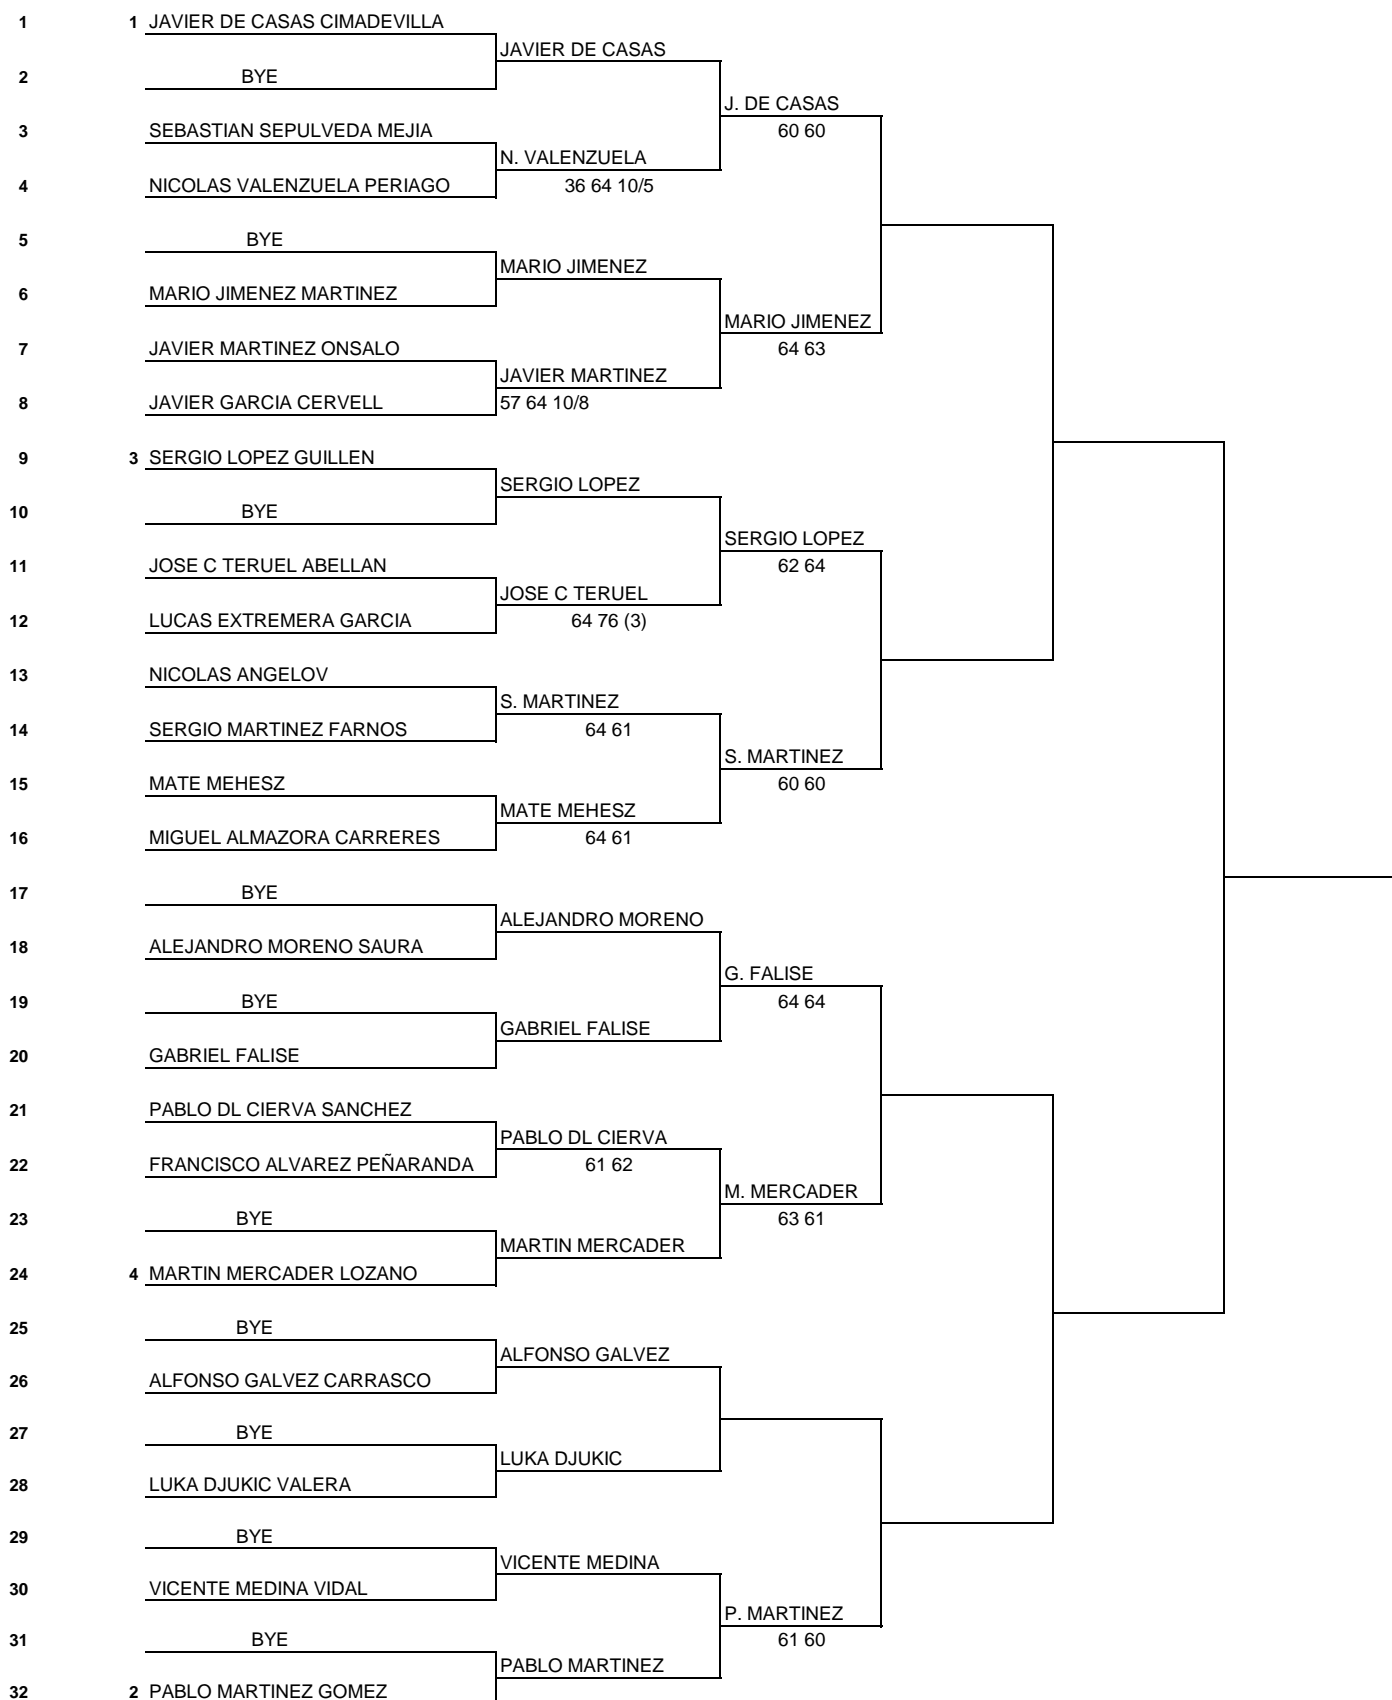 1 1 JAVIER DE CASAS CIMADEVILLA
JAVIER DE CASAS
2 BYE
J. DE CASAS
3 SEBASTIAN SEPULVEDA MEJIA 60 60
N. VALENZUELA
4 NICOLAS VALENZUELA PERIAGO 36 64 10/5
5 BYE
MARIO JIMENEZ
6 MARIO JIMENEZ MARTINEZ
MARIO JIMENEZ
7 JAVIER MARTINEZ ONSALO 64 63
JAVIER MARTINEZ
8 JAVIER GARCIA CERVELL 57 64 10/8
9 3 SERGIO LOPEZ GUILLEN
SERGIO LOPEZ
10 BYE
SERGIO LOPEZ
11 JOSE C TERUEL ABELLAN 62 64
JOSE C TERUEL
12 LUCAS EXTREMERA GARCIA 64 76 (3)
13 NICOLAS ANGELOV
S. MARTINEZ
14 SERGIO MARTINEZ FARNOS 64 61
S. MARTINEZ
15 MATE MEHESZ 60 60
MATE MEHESZ
16 MIGUEL ALMAZORA CARRERES 64 61
17 BYE
ALEJANDRO MORENO
18 ALEJANDRO MORENO SAURA
G. FALISE
19 BYE 64 64
GABRIEL FALISE
20 GABRIEL FALISE
21 PABLO DL CIERVA SANCHEZ
PABLO DL CIERVA
22 FRANCISCO ALVAREZ PEÑARANDA 61 62
M. MERCADER
23 BYE 63 61
MARTIN MERCADER
24 4 MARTIN MERCADER LOZANO
25 BYE
ALFONSO GALVEZ
26 ALFONSO GALVEZ CARRASCO
27 BYE
LUKA DJUKIC
28 LUKA DJUKIC VALERA
29 BYE
VICENTE MEDINA
30 VICENTE MEDINA VIDAL
P. MARTINEZ
31 BYE 61 60
PABLO MARTINEZ
32 2 PABLO MARTINEZ GOMEZ